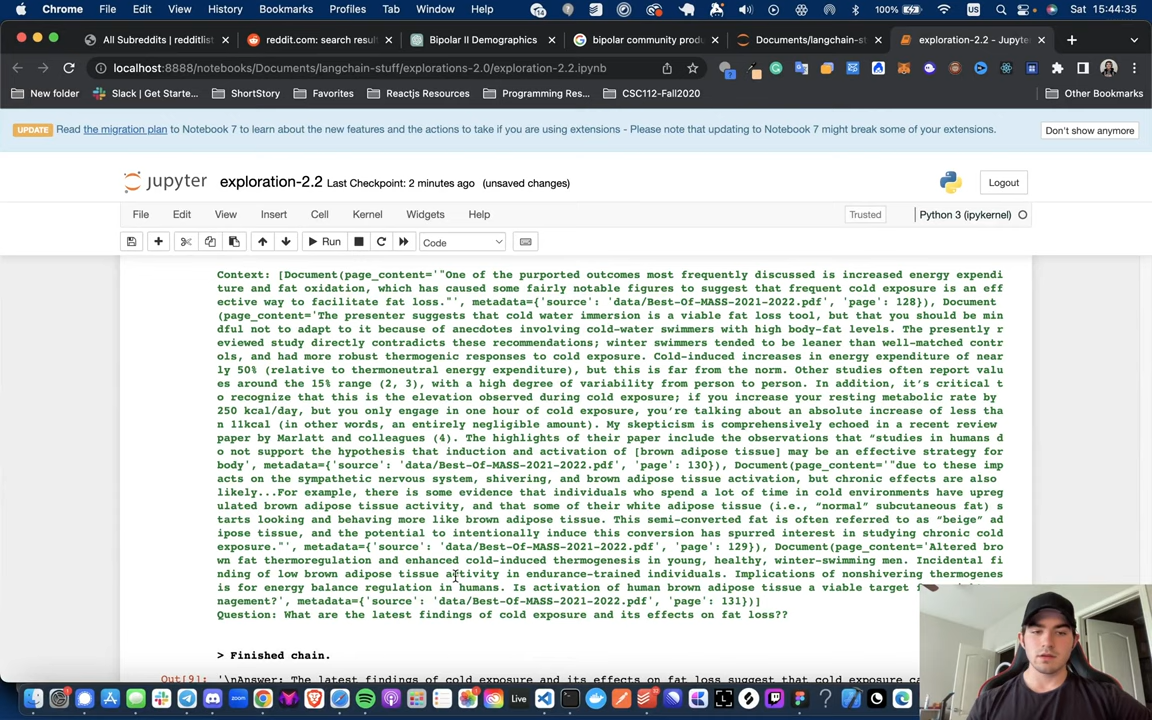 Chrome File Edit View History Bookmarks Profiles Tab Window Help 100% US Sat 15:44:35
All Subreddits | redditlist
reddit.com: search result
Bipolar II Demographics
bipolar community produ
Documents/langchain-stuff
exploration-2.2 - Jupyte
localhost:8888/notebooks/Documents/langchain-stuff/explorations-2.0/exploration-2.2.ipynb
New folder Slack | Get Starte... ShortStory Favorites Reactjs Resources Programming Res... CSC112-Fall2020 Other Bookmarks
UPDATE Read the migration plan to Notebook 7 to learn about the new features and the actions to take if you are using extensions - Please note that updating to Notebook 7 might break some of your extensions. Don't show anymore
jupyter exploration-2.2 Last Checkpoint: 2 minutes ago (unsaved changes) Logout
File Edit View Insert Cell Kernel Widgets Help Trusted Python 3 (ipykernel)
Run Code
Context: [Document(page_content='"One of the purported outcomes most frequently discussed is increased energy expendi
ture and fat oxidation, which has caused some fairly notable figures to suggest that frequent cold exposure is an eff
ective way to facilitate fat loss."', metadata={'source': 'data/Best-Of-MASS-2021-2022.pdf', 'page': 128}), Document
(page_content='The presenter suggests that cold water immersion is a viable fat loss tool, but that you should be min
dful not to adapt to it because of anecdotes involving cold-water swimmers with high body-fat levels. The presently r
eviewed study directly contradicts these recommendations; winter swimmers tended to be leaner than well-matched contr
ols, and had more robust thermogenic responses to cold exposure. Cold-induced increases in energy expenditure of near
ly 50% (relative to thermoneutral energy expenditure), but this is far from the norm. Other studies often report valu
es around the 15% range (2, 3), with a high degree of variability from person to person. In addition, it's critical t
o recognize that this is the elevation observed during cold exposure; if you increase your resting metabolic rate by
250 kcal/day, but you only engage in one hour of cold exposure, you're talking about an absolute increase of less tha
n 11kcal (in other words, an entirely negligible amount). My skepticism is comprehensively echoed in a recent review
paper by Marlatt and colleagues (4). The highlights of their paper include the observations that “studies in humans d
o not support the hypothesis that induction and activation of [brown adipose tissue] may be an effective strategy for
body', metadata={'source': 'data/Best-Of-MASS-2021-2022.pdf', 'page': 130}), Document(page_content='"due to these imp
acts on the sympathetic nervous system, shivering, and brown adipose tissue activation, but chronic effects are also
likely...For example, there is some evidence that individuals who spend a lot of time in cold environments have upreg
ulated brown adipose tissue activity, and that some of their white adipose tissue (i.e., “normal” subcutaneous fat) s
tarts looking and behaving more like brown adipose tissue. This semi-converted fat is often referred to as “beige” ad
ipose tissue, and the potential to intentionally induce this conversion has spurred interest in studying chronic cold
exposure."', metadata={'source': 'data/Best-Of-MASS-2021-2022.pdf', 'page': 129}), Document(page_content='Altered bro
wn fat thermoregulation and enhanced cold-induced thermogenesis in young, healthy, winter-swimming men. Incidental fi
nding of low brown adipose tissue activity in endurance-trained individuals. Implications of nonshivering thermogenes
is for energy balance regulation in humans. Is activation of human brown adipose tissue a viable target f
nagement?', metadata={'source': 'data/Best-Of-MASS-2021-2022.pdf', 'page': 131})]
Question: What are the latest findings of cold exposure and its effects on fat loss??
> Finished chain.
Out[9]: '\nAnswer: The latest findings of cold exposure and its effects on fat loss suggest that cold exposure ca
zoom Live